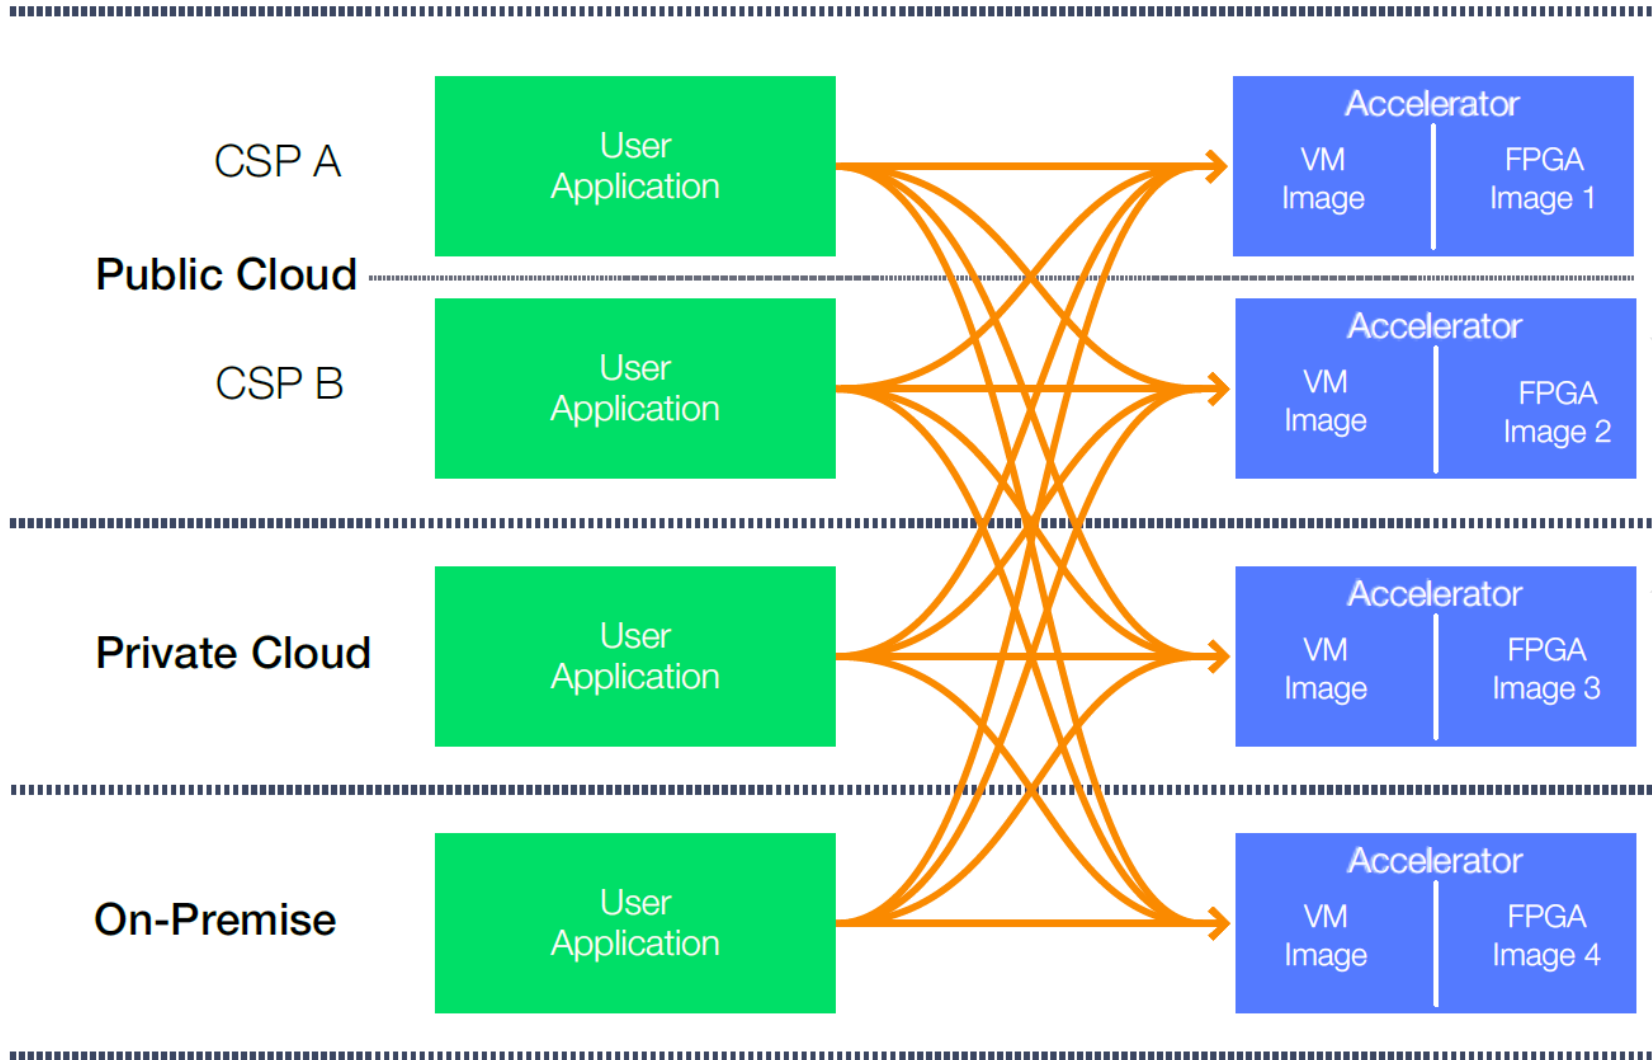 CSP A
User
Application
Accelerator
VM
Image
FPGA
Image 1
Public Cloud
CSP B
User
Application
Accelerator
VM
Image
FPGA
Image 2
Private Cloud
User
Application
Accelerator
VM
Image
FPGA
Image 3
On-Premise
User
Application
Accelerator
VM
Image
FPGA
Image 4